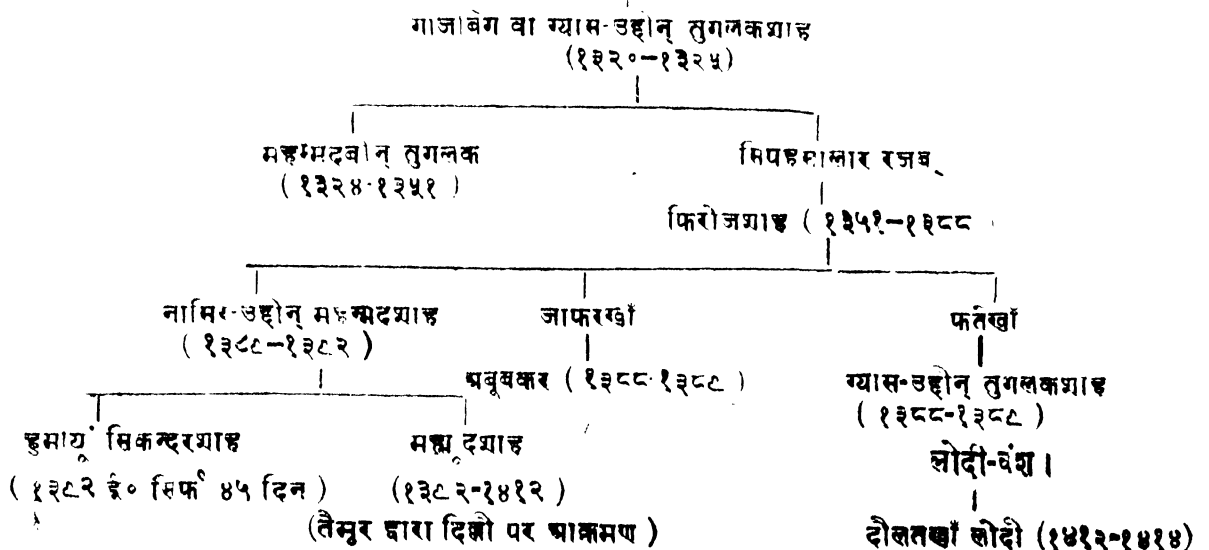 गाजीबेग वा ग्यास-उद्दीन् तुगलकशाह
(१३२०-१३२५)
महम्मदबीन् तुगलक
(१३२४-१३५१)
सिपहसालार रजब्
फिरोजशाह (१३५१-१३८८
नासिर-उद्दीन् महम्मदशाह
(१३८९-१३९२)
जाफरखाँ
फतेखाँ
अबूबकर (१३८८-१३८९)
ग्यास-उद्दीन् तुगलकशाह
(१३८८-१३८९)
हुमायूं सिकन्दरशाह
(१३९२ ई० सिर्फ ४५ दिन)
मह्मूदशाह
(१३९२-१४१२)
(तैमूर द्वारा दिल्ली पर आक्रमण)
लोदी-वंश।
दौलतखाँ लोदी (१४१२-१४१४)